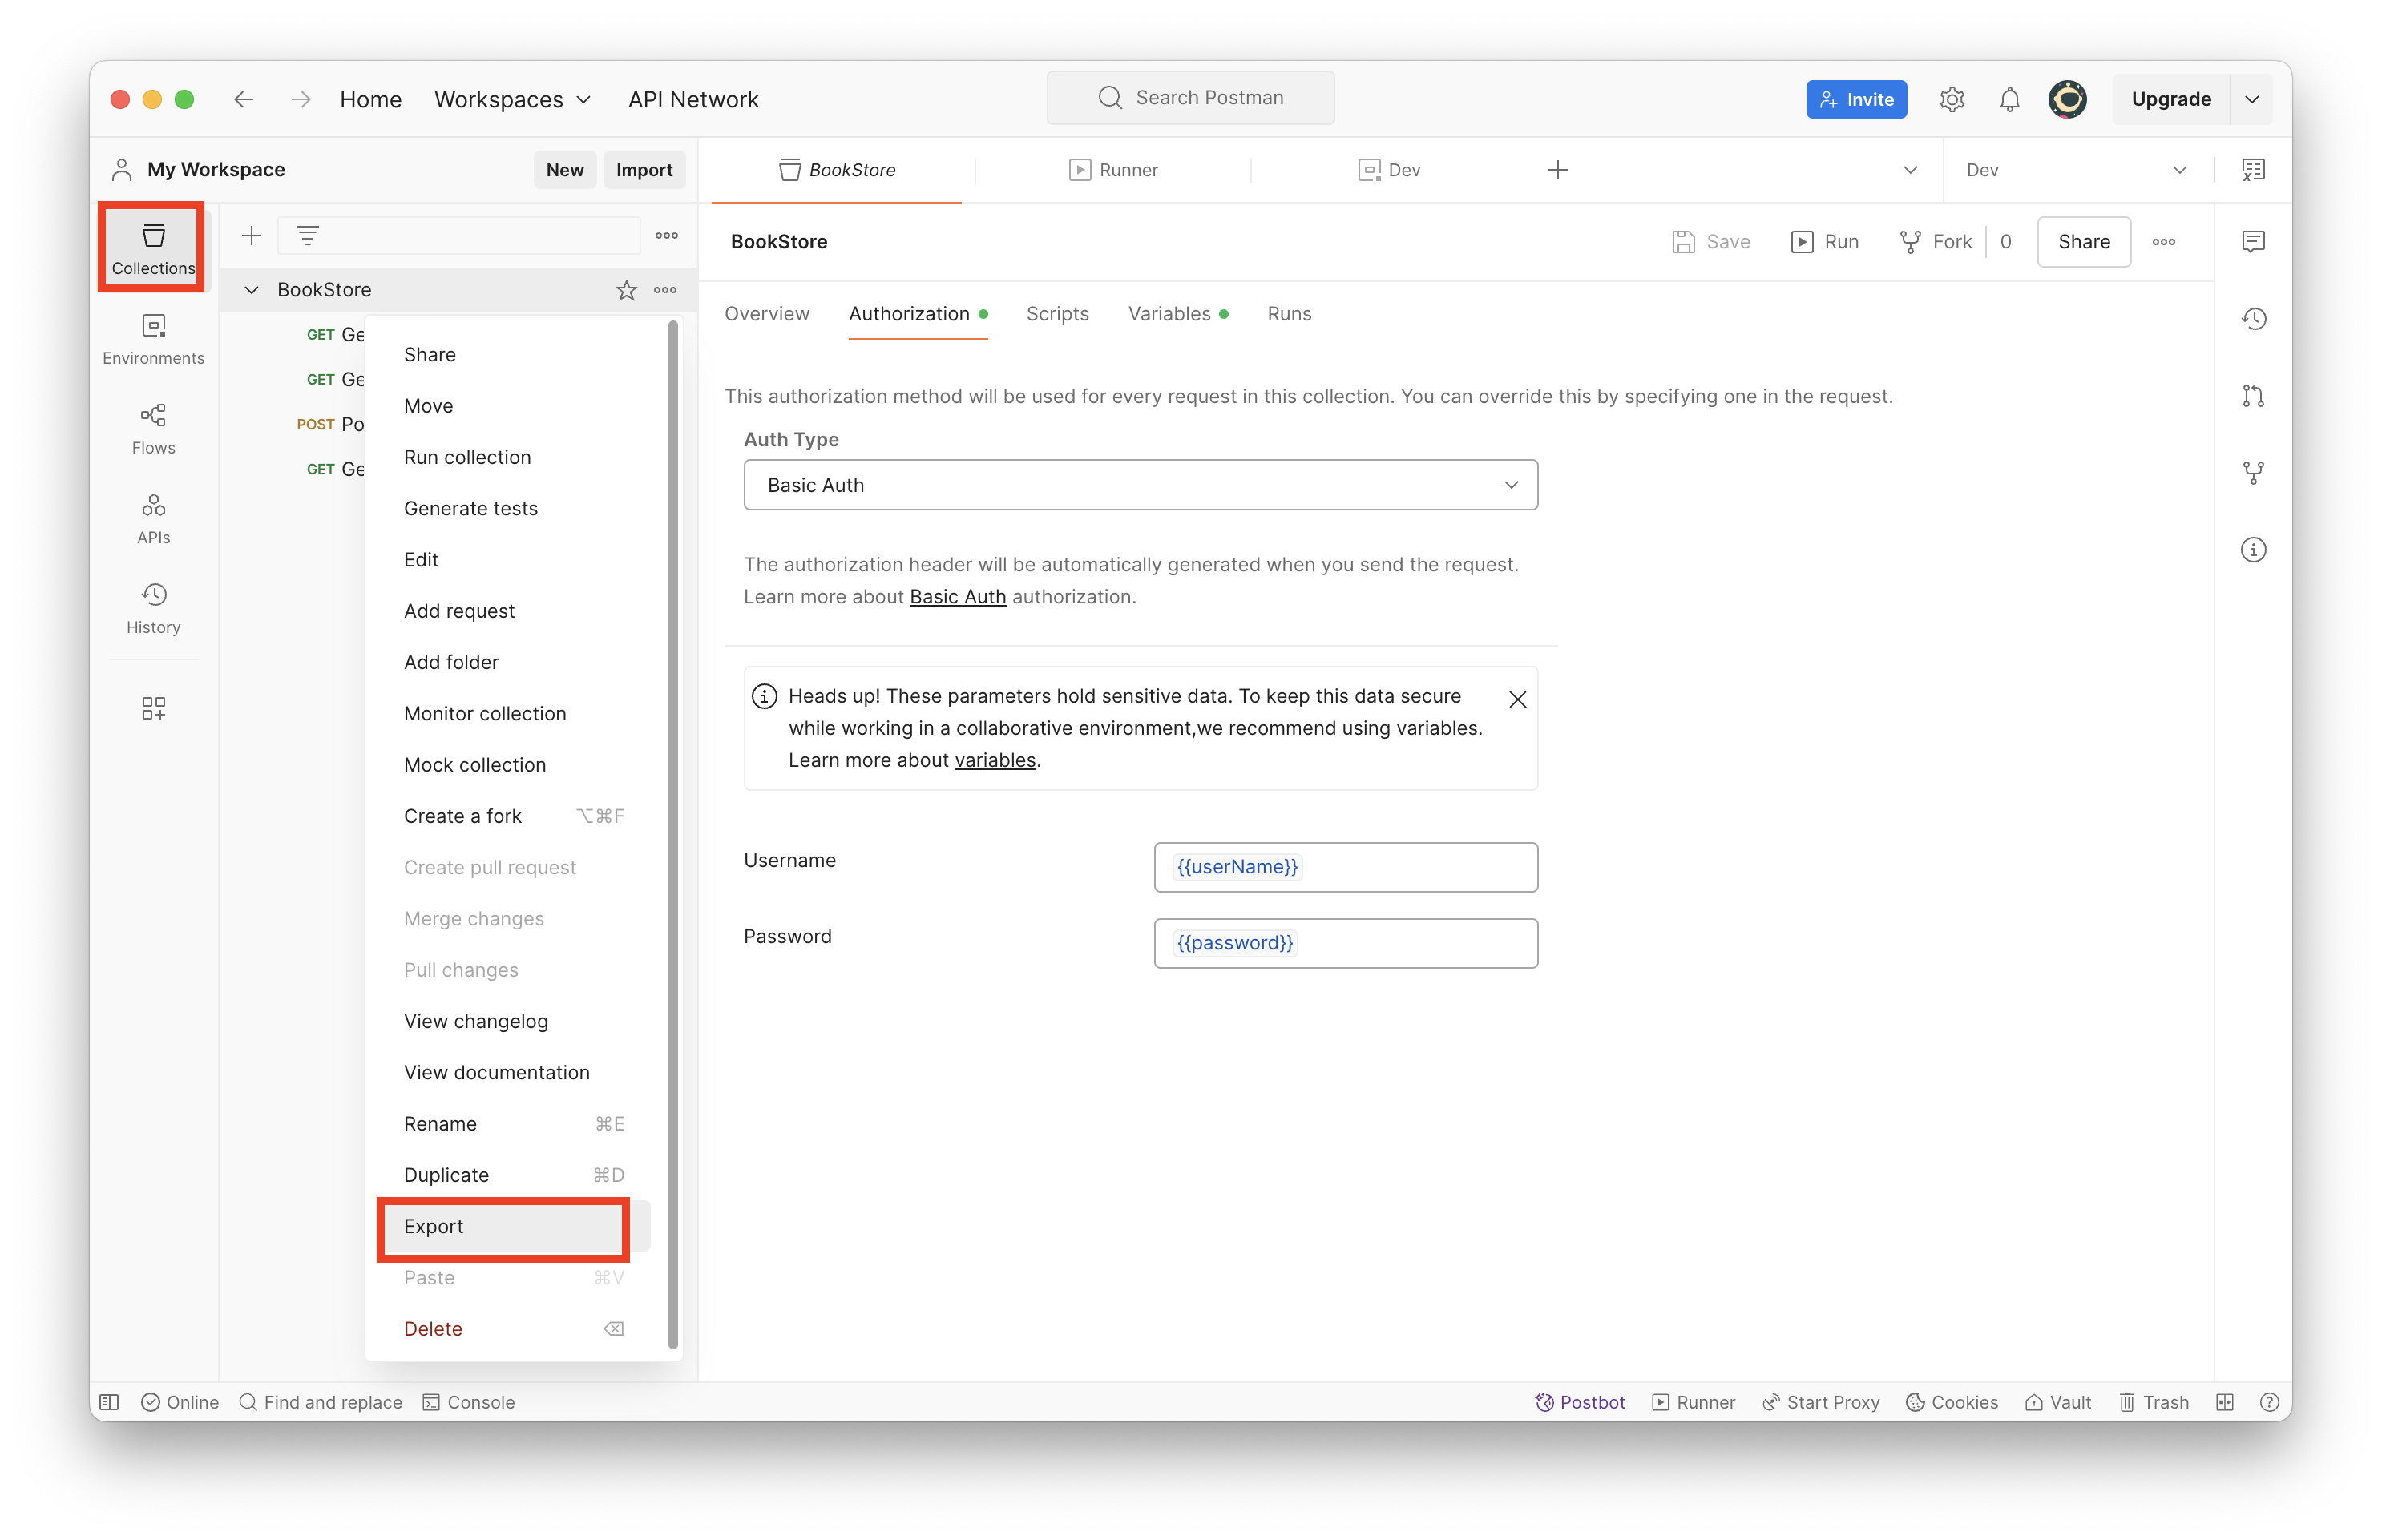 Home
Workspaces
API Network
Search Postman
Invite
Upgrade
My Workspace
New
Import
BookStore
Runner
Dev
Dev
Collections
Environments
Flows
APIs
History
BookStore
GET Ge
GET Ge
POST Po
GET Ge
Share
Move
Run collection
Generate tests
Edit
Add request
Add folder
Monitor collection
Mock collection
Create a fork ⌥⌘F
Create pull request
Merge changes
Pull changes
View changelog
View documentation
Rename ⌘E
Duplicate ⌘D
Export
Paste ⌘V
Delete
BookStore
Save
Run
Fork
0
Share
Overview
Authorization
Scripts
Variables
Runs
This authorization method will be used for every request in this collection. You can override this by specifying one in the request.
Auth Type
Basic Auth
The authorization header will be automatically generated when you send the request.
Learn more about Basic Auth authorization.
Heads up! These parameters hold sensitive data. To keep this data secure
while working in a collaborative environment,we recommend using variables.
Learn more about variables.
Username
{{userName}}
Password
{{password}}
Online
Find and replace
Console
Postbot
Runner
Start Proxy
Cookies
Vault
Trash